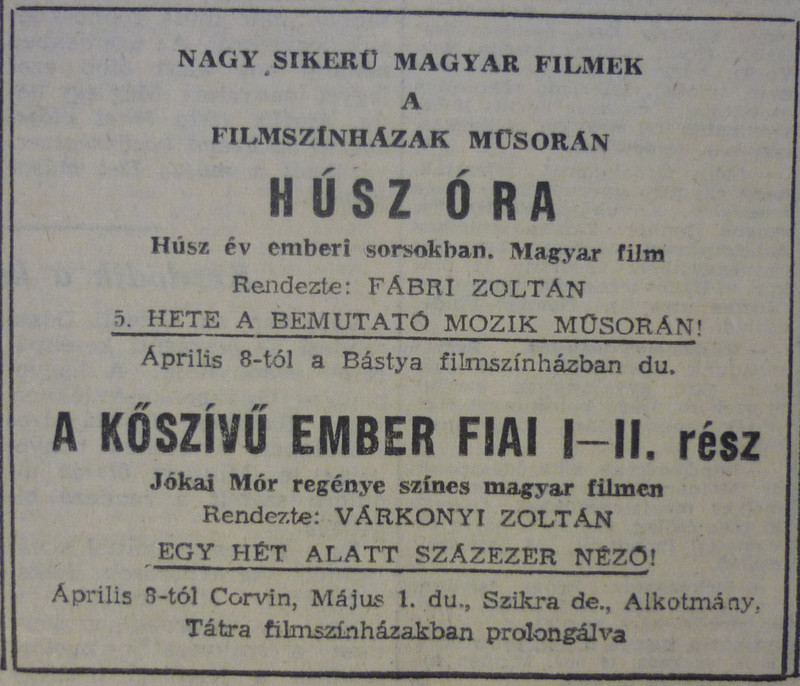 NAGY SIKERŰ MAGYAR FILMEK
A
FILMSZÍNHÁZAK MŰSORÁN
HÚSZ ÓRA
Húsz év emberi sorsokban. Magyar film
Rendezte: FÁBRI ZOLTÁN
5. HETE A BEMUTATÓ MOZIK MŰSORÁN!
Április 8-tól a Bástya filmszínházban du.
A KŐSZÍVŰ EMBER FIAI I–II. rész
Jókai Mór regénye színes magyar filmen
Rendezte: VÁRKONYI ZOLTÁN
EGY HÉT ALATT SZÁZEZER NÉZŐ!
Április 8-tól Corvin, Május 1. du., Szikra de., Alkotmány,
Tátra filmszínházakban prolongálva